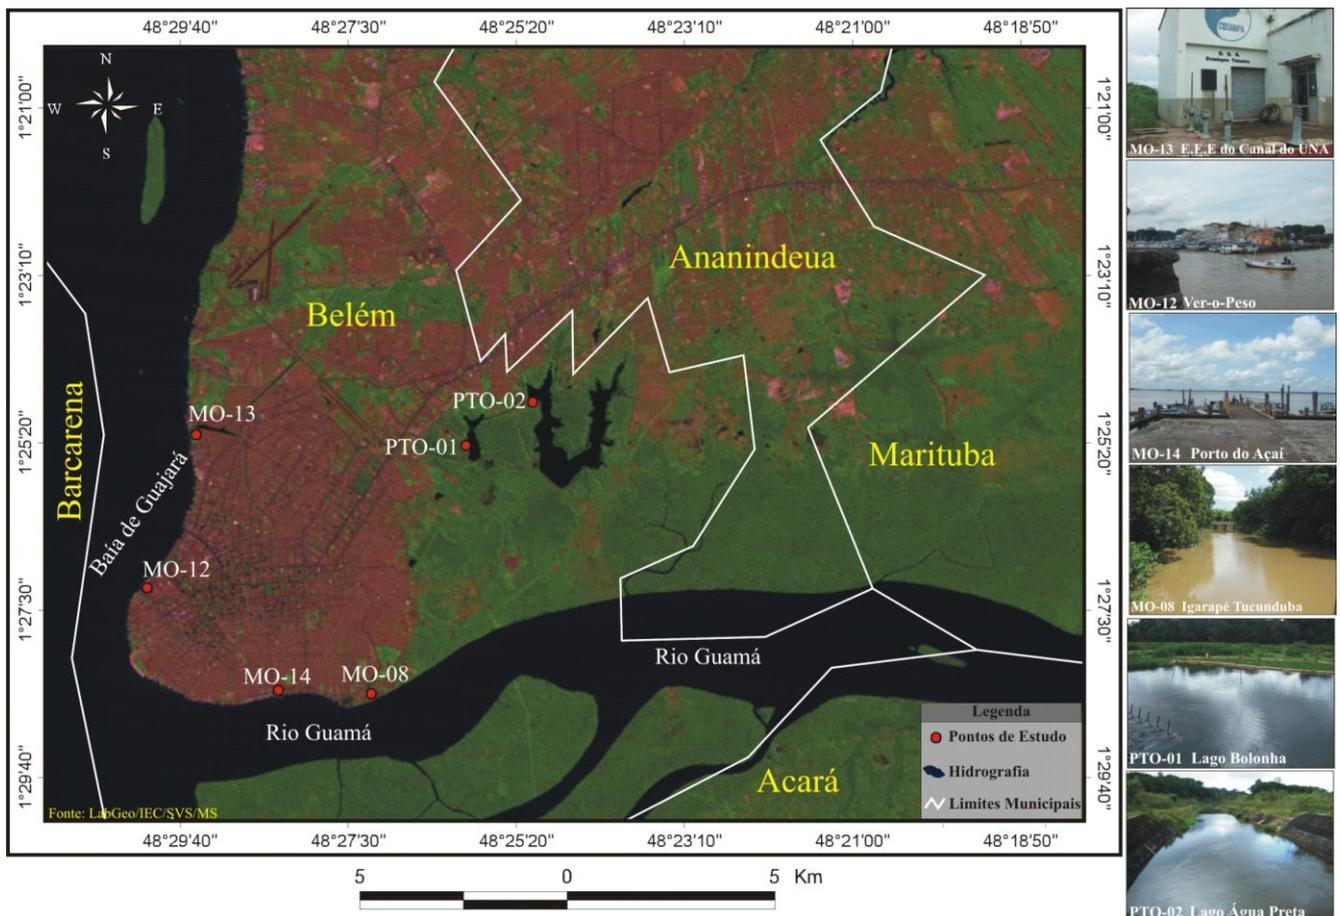 48°29'40" 48°27'30" 48°25'20" 48°23'10" 48°21'00" 48°18'50"
N
W E
S
1°21'00"
1°23'10"
1°25'20"
1°27'30"
1°29'40"
Belém
Ananindeua
Marituba
Barcarena
Acará
MO-13
PTO-02
PTO-01
Baía de Guajará
MO-12
MO-14 MO-08
Rio Guamá
Rio Guamá
Legenda
Pontos de Estudo
Hidrografia
Limites Municipais
Fonte: LabGeo/IEC/SVS/MS
1°21'00"
1°23'10"
1°25'20"
1°27'30"
1°29'40"
48°29'40" 48°27'30" 48°25'20" 48°23'10" 48°21'00" 48°18'50"
5 0 5 Km
COSANPA
MO-13 E.E.E do Canal do UNA
MO-12 Ver-o-Peso
MO-14 Porto do Açaí
MO-08 Igarapé Tucunduba
PTO-01 Lago Bolonha
PTO-02 Lago Água Preta